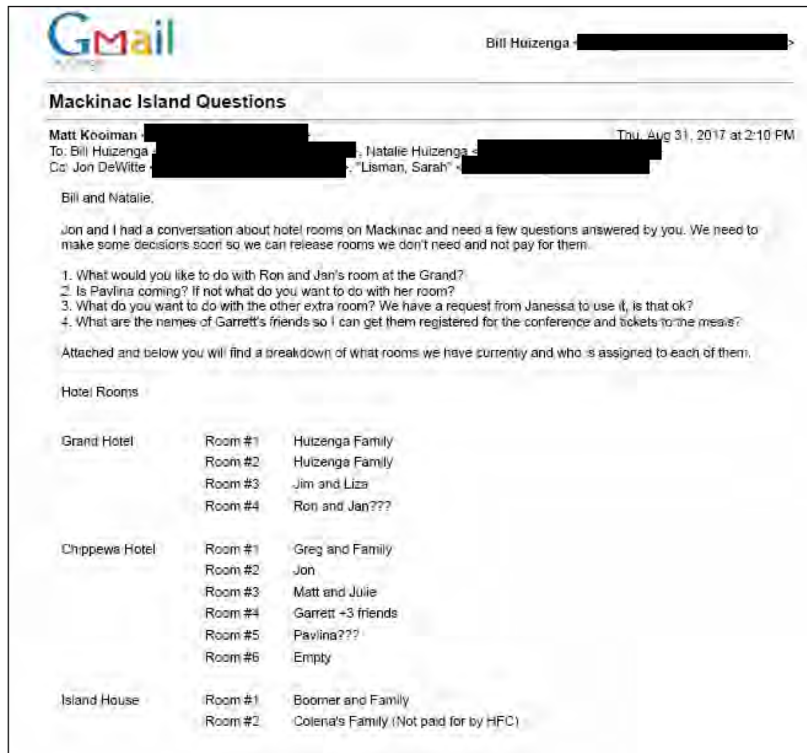 Gmail
Bill Huizenga < >
Mackinac Island Questions
Matt Kooiman < >
Thu, Aug 31, 2017 at 2:10 PM
To: Bill Huizenga < >, Natalie Huizenga < >
Cc: Jon DeWitte < >, "Lisman, Sarah" < >
Bill and Natalie,
Jon and I had a conversation about hotel rooms on Mackinac and need a few questions answered by you. We need to
make some decisions soon so we can release rooms we don't need and not pay for them.
1. What would you like to do with Ron and Jan's room at the Grand?
2. Is Pavlina coming? If not what do you want to do with her room?
3. What do you want to do with the other extra room? We have a request from Janessa to use it, is that ok?
4. What are the names of Garrett's friends so I can get them registered for the conference and tickets to the meals?
Attached and below you will find a breakdown of what rooms we have currently and who is assigned to each of them.
Hotel Rooms
Grand Hotel Room #1 Huizenga Family
Room #2 Huizenga Family
Room #3 Jim and Liza
Room #4 Ron and Jan???
Chippewa Hotel Room #1 Greg and Family
Room #2 Jon
Room #3 Matt and Julie
Room #4 Garrett +3 friends
Room #5 Pavlina???
Room #6 Empty
Island House Room #1 Boomer and Family
Room #2 Colena's Family (Not paid for by HFC)